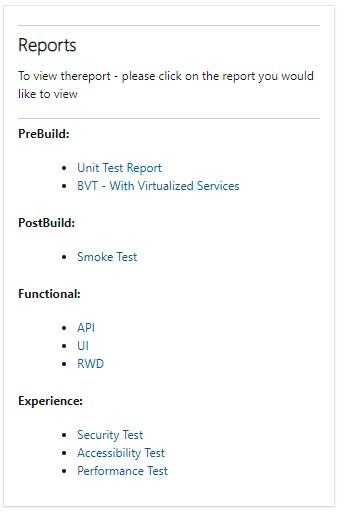 Reports
To view thereport - please click on the report you would
like to view
PreBuild:
Unit Test Report
BVT - With Virtualized Services
PostBuild:
Smoke Test
Functional:
API
UI
RWD
Experience:
Security Test
Accessibility Test
Performance Test